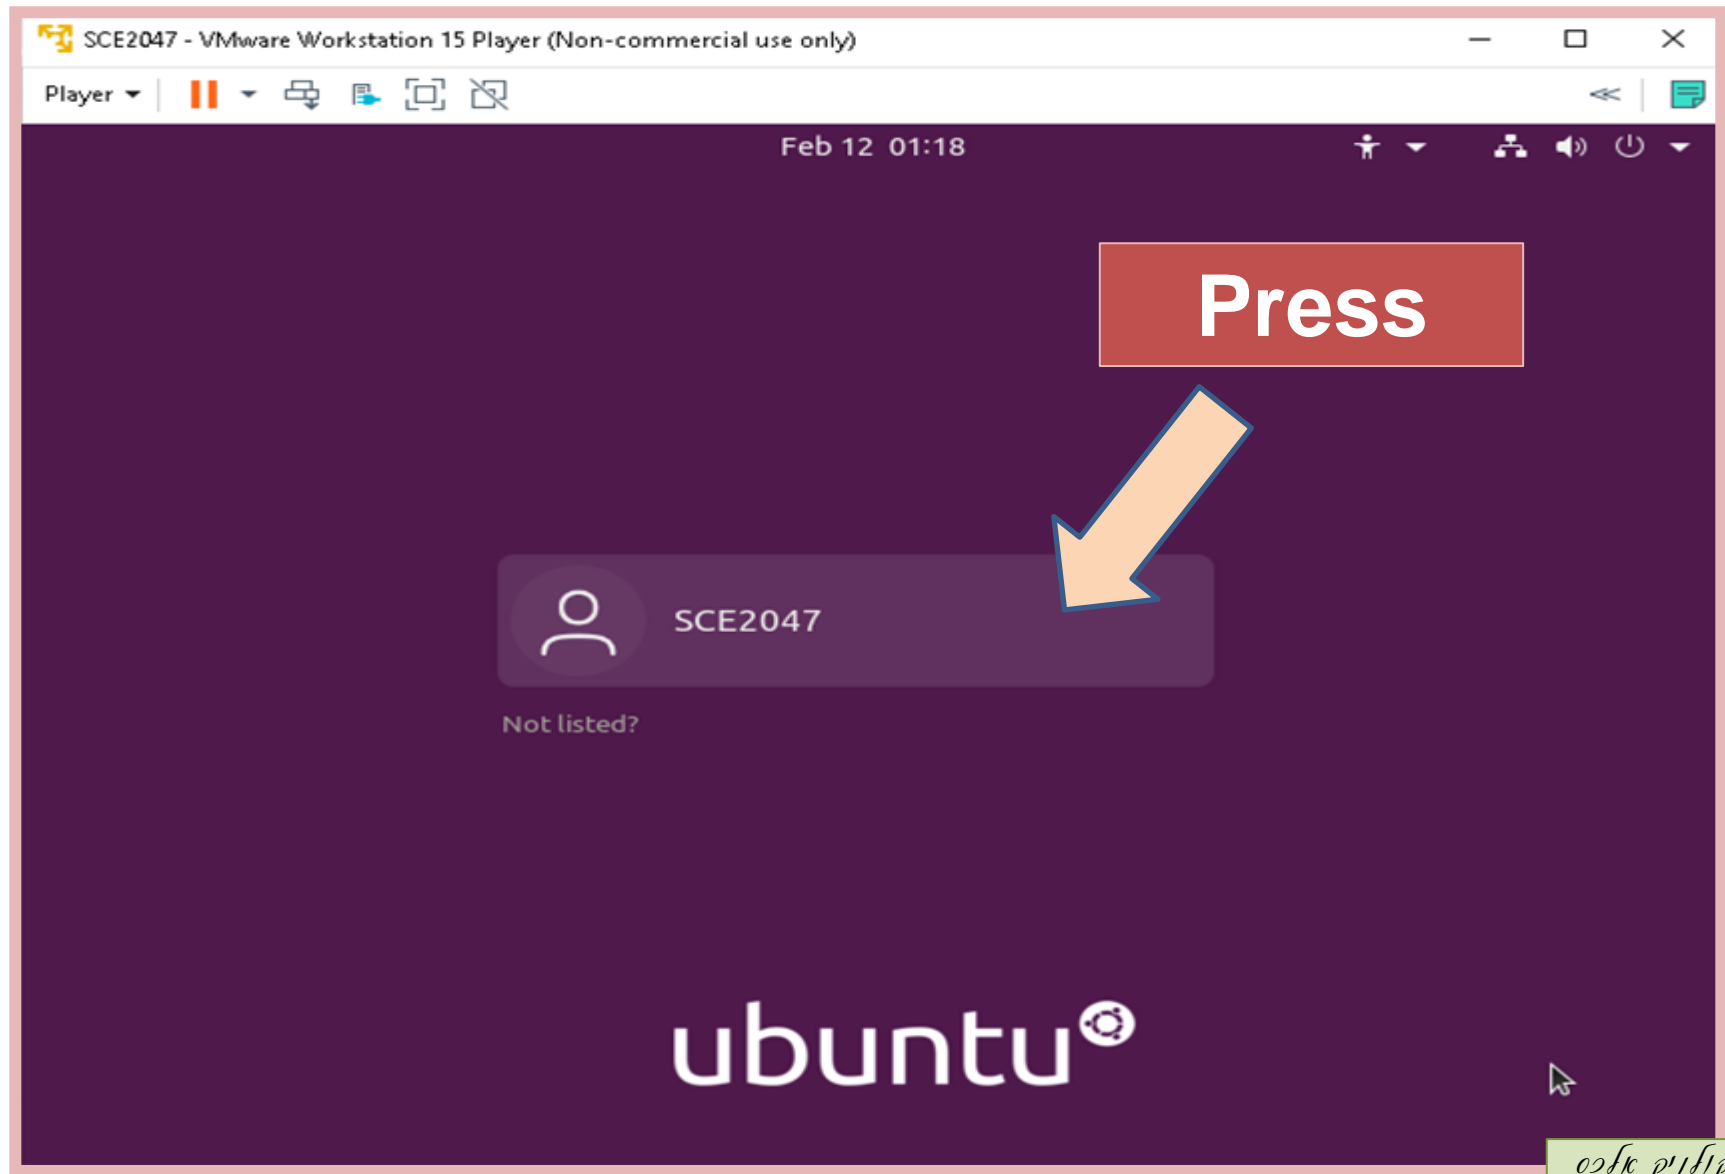 SCE2047 - VMware Workstation 15 Player (Non-commercial use only)
Player
Feb 12 01:18
Press
SCE2047
Not listed?
ubuntu